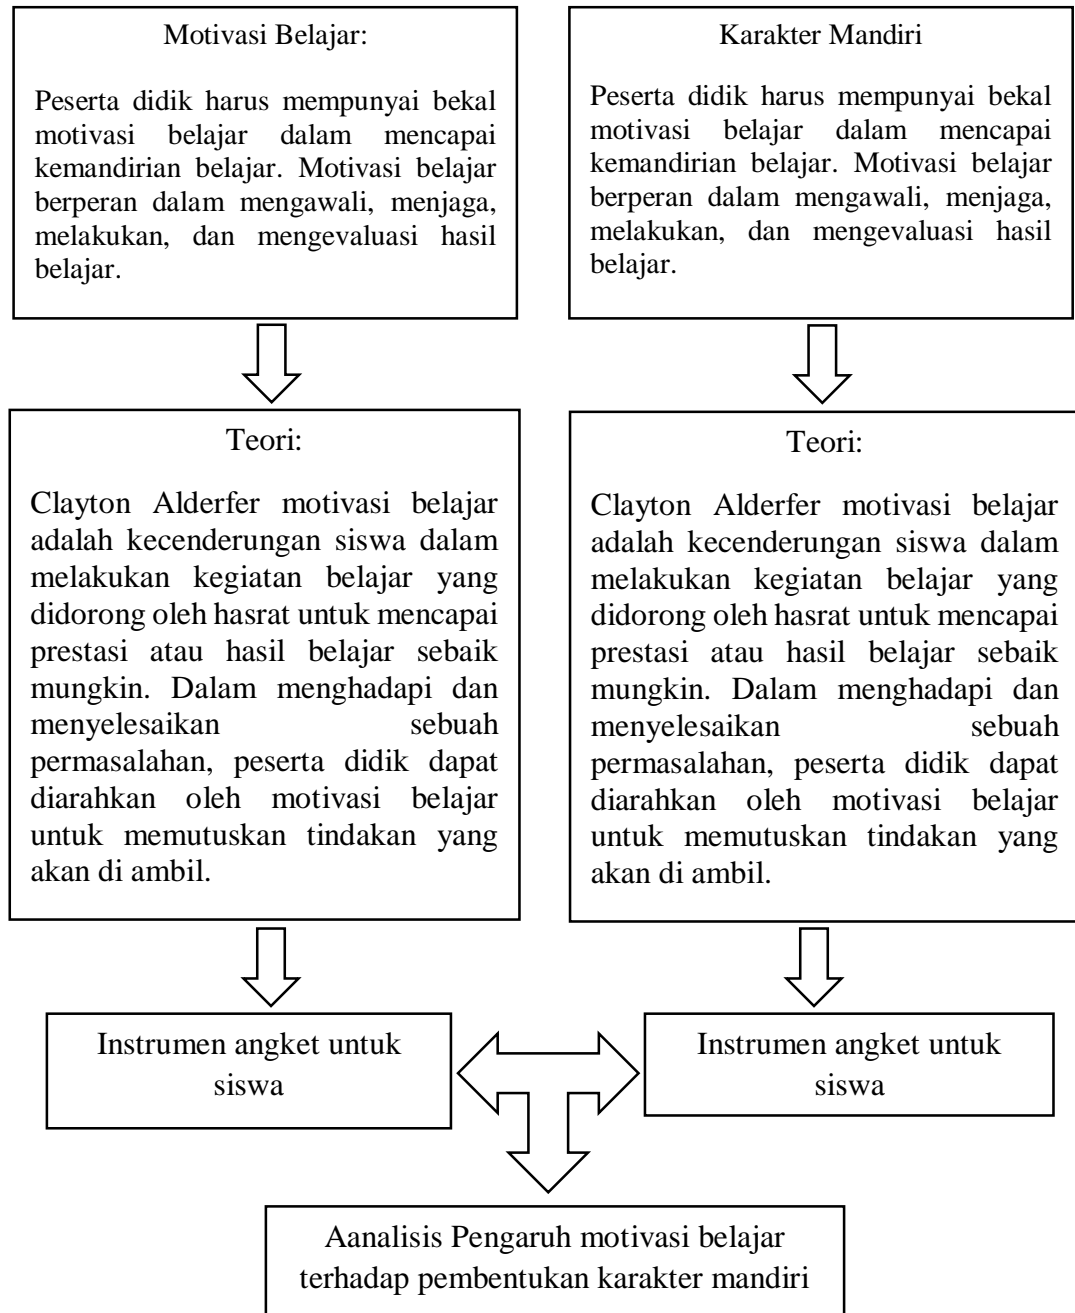 Motivasi Belajar:
Peserta didik harus mempunyai bekal
motivasi belajar dalam mencapai
kemandirian belajar. Motivasi belajar
berperan dalam mengawali, menjaga,
melakukan, dan mengevaluasi hasil
belajar.
Karakter Mandiri
Peserta didik harus mempunyai bekal
motivasi belajar dalam mencapai
kemandirian belajar. Motivasi belajar
berperan dalam mengawali, menjaga,
melakukan, dan mengevaluasi hasil
belajar.
Teori:
Clayton Alderfer motivasi belajar
adalah kecenderungan siswa dalam
melakukan kegiatan belajar yang
didorong oleh hasrat untuk mencapai
prestasi atau hasil belajar sebaik
mungkin. Dalam menghadapi dan
menyelesaikan sebuah
permasalahan, peserta didik dapat
diarahkan oleh motivasi belajar
untuk memutuskan tindakan yang
akan di ambil.
Teori:
Clayton Alderfer motivasi belajar
adalah kecenderungan siswa dalam
melakukan kegiatan belajar yang
didorong oleh hasrat untuk mencapai
prestasi atau hasil belajar sebaik
mungkin. Dalam menghadapi dan
menyelesaikan sebuah
permasalahan, peserta didik dapat
diarahkan oleh motivasi belajar
untuk memutuskan tindakan yang
akan di ambil.
Instrumen angket untuk
siswa
Instrumen angket untuk
siswa
Aanalisis Pengaruh motivasi belajar
terhadap pembentukan karakter mandiri